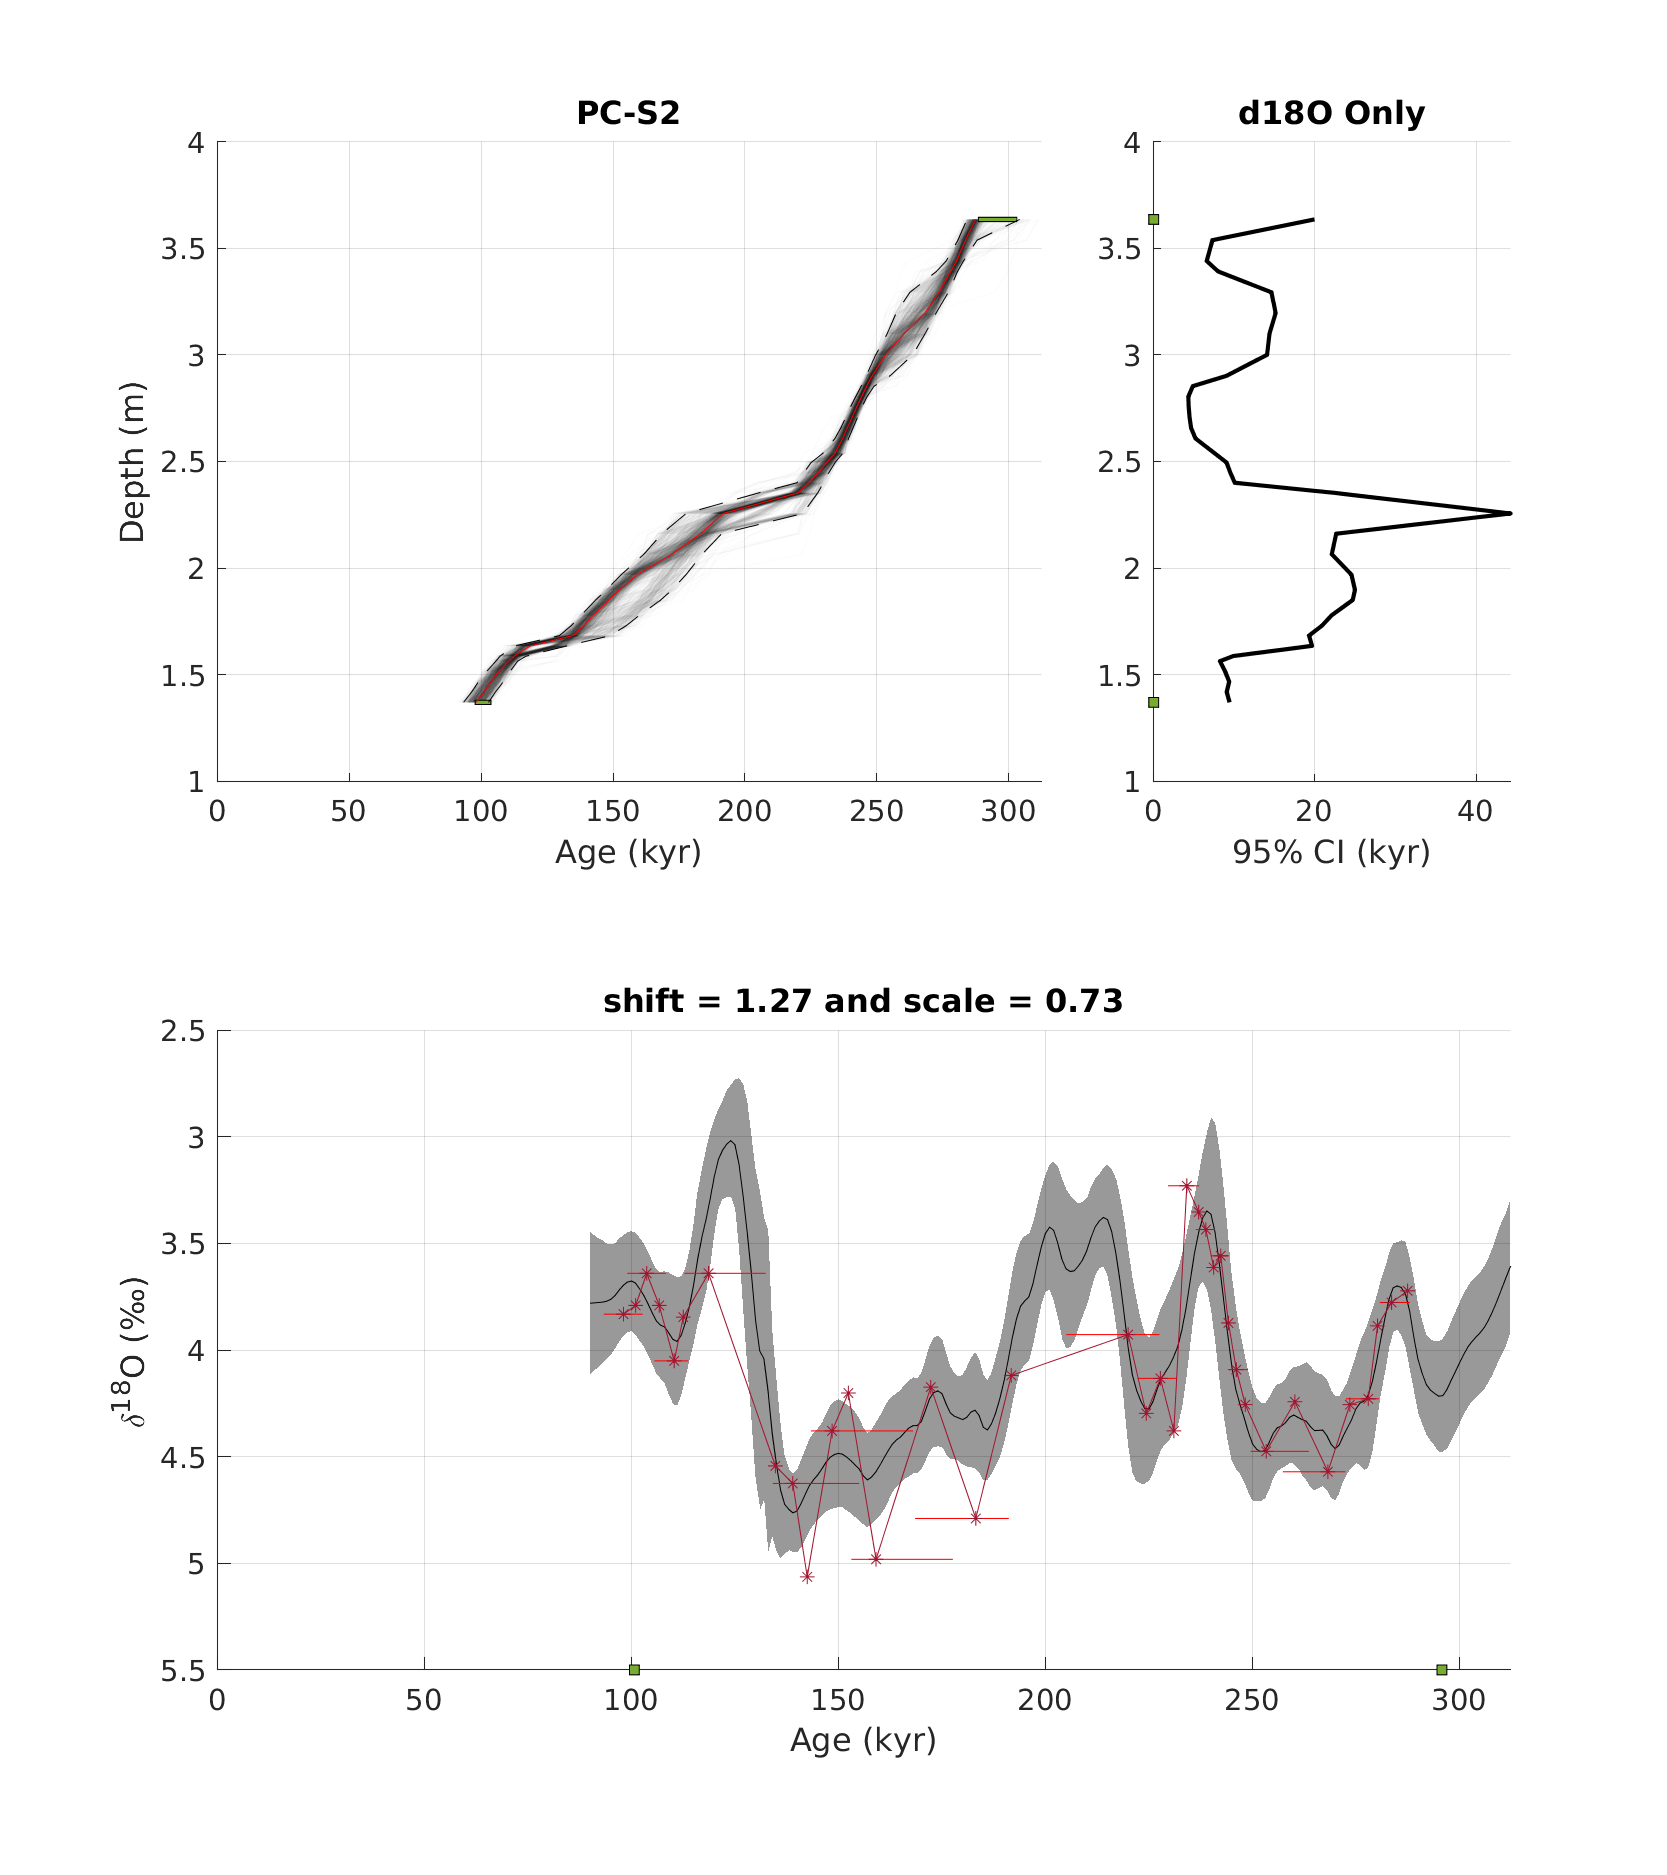 PC-S2
d18O Only
4
3.5
3
2.5
2
1.5
1
Depth (m)
0 50 100 150 200 250 300
Age (kyr)
4
3.5
3
2.5
2
1.5
1
0 20 40
95% CI (kyr)
shift = 1.27 and scale = 0.73
2.5
3
3.5
4
4.5
5
5.5
δ18O (‰)
0 50 100 150 200 250 300
Age (kyr)